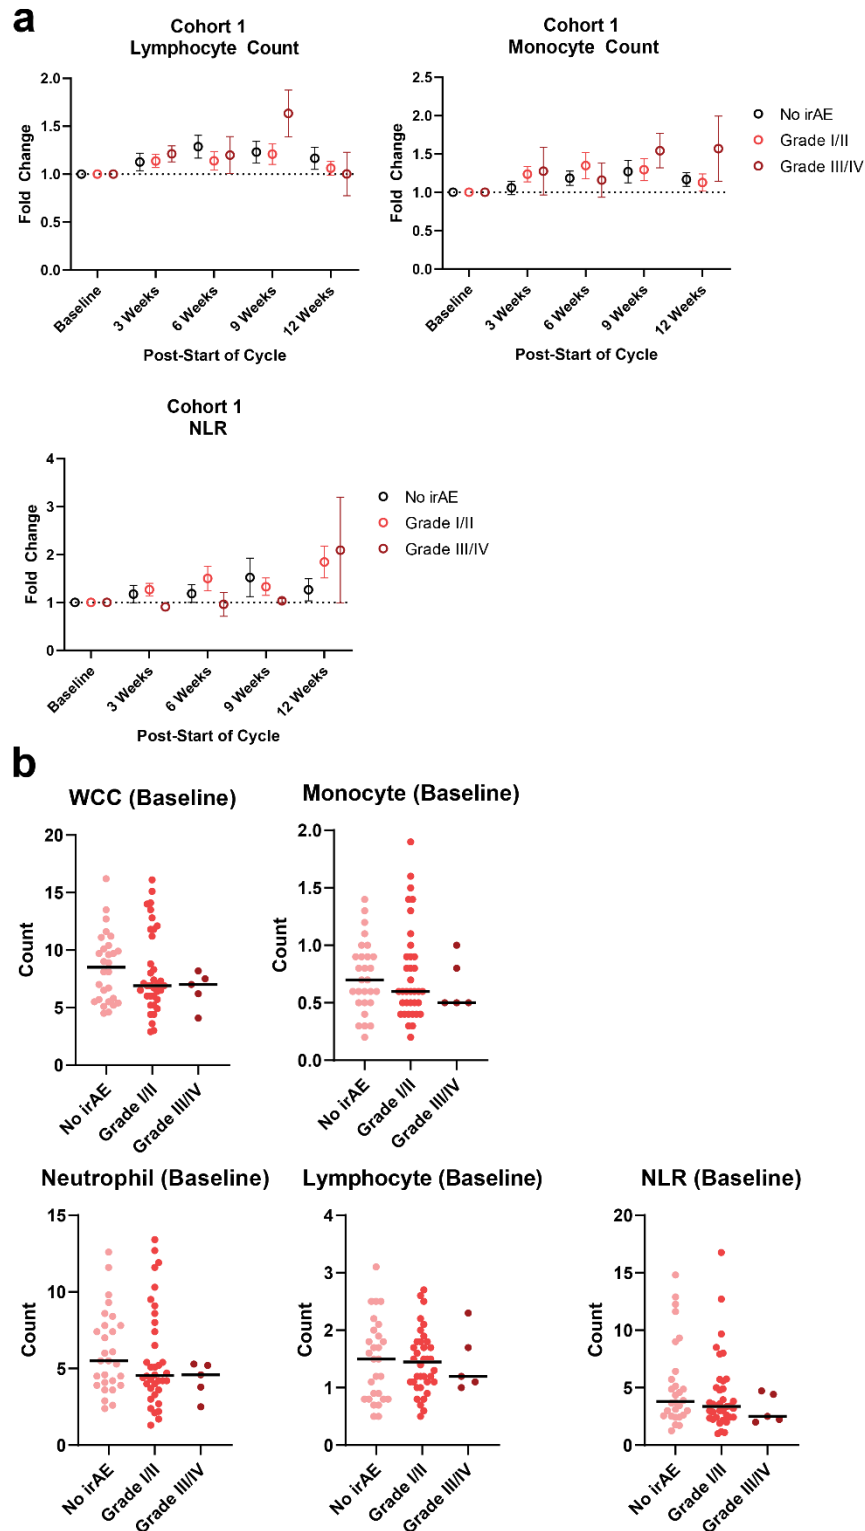 a
Cohort 1
Lymphocyte Count
Fold Change
2.0
1.5
1.0
0.5
0.0
Baseline
3 Weeks
6 Weeks
9 Weeks
12 Weeks
Post-Start of Cycle
Cohort 1
Monocyte Count
Fold Change
2.5
2.0
1.5
1.0
0.5
0.0
Baseline
3 Weeks
6 Weeks
9 Weeks
12 Weeks
Post-Start of Cycle
No irAE
Grade I/II
Grade III/IV
Cohort 1
NLR
Fold Change
4
3
2
1
0
Baseline
3 Weeks
6 Weeks
9 Weeks
12 Weeks
Post-Start of Cycle
No irAE
Grade I/II
Grade III/IV
b
WCC (Baseline)
Count
20
15
10
5
0
No irAE
Grade I/II
Grade III/IV
Monocyte (Baseline)
Count
2.0
1.5
1.0
0.5
0.0
No irAE
Grade I/II
Grade III/IV
Neutrophil (Baseline)
Count
15
10
5
0
No irAE
Grade I/II
Grade III/IV
Lymphocyte (Baseline)
Count
4
3
2
1
0
No irAE
Grade I/II
Grade III/IV
NLR (Baseline)
Count
20
15
10
5
0
No irAE
Grade I/II
Grade III/IV